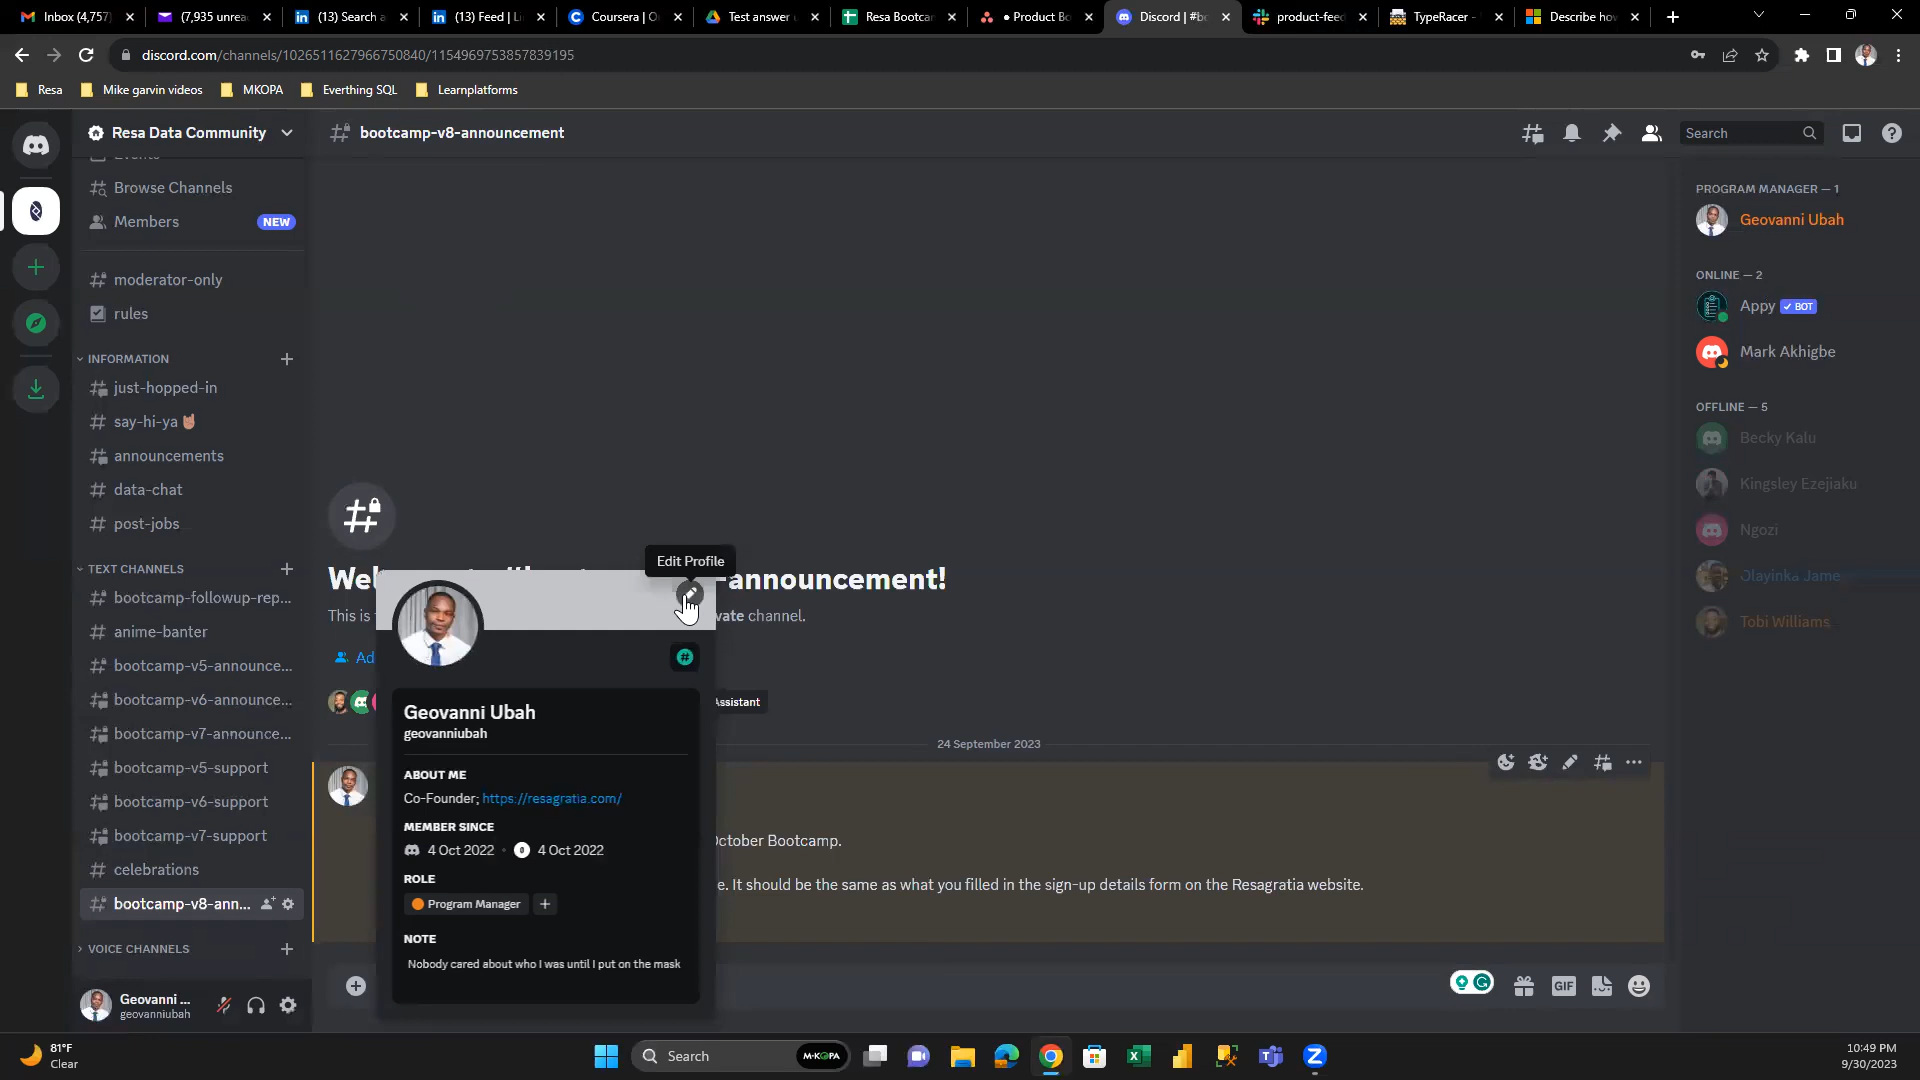 Inbox (4,757)
(7,935 unrea
(13) Search a
(13) Feed | Li
Coursera | O
Test answer
Resa Bootcar
• Product Bo
Discord | #bo
product-feed
TypeRacer -
Describe how
discord.com/channels/1026511627966750840/1154969753857839195
Resa
Mike garvin videos
MKOPA
Everthing SQL
Learnplatforms
Resa Data Community
Browse Channels
Members
NEW
moderator-only
rules
INFORMATION
just-hopped-in
say-hi-ya
announcements
data-chat
post-jobs
TEXT CHANNELS
bootcamp-followup-rep...
anime-banter
bootcamp-v5-announce...
bootcamp-v6-announce...
bootcamp-v7-announce...
bootcamp-v5-support
bootcamp-v6-support
bootcamp-v7-support
celebrations
bootcamp-v8-ann...
VOICE CHANNELS
Geovanni ...
geovanniubah
bootcamp-v8-announcement
Search
-announcement!
This is
vate channel.
Assistant
24 September 2023
October Bootcamp.
e. It should be the same as what you filled in the sign-up details form on the Resagratia website.
GIF
Edit Profile
Geovanni Ubah
geovanniubah
ABOUT ME
Co-Founder; https://resagratia.com/
MEMBER SINCE
4 Oct 2022 • 4 Oct 2022
ROLE
Program Manager
NOTE
Nobody cared about who I was until I put on the mask
PROGRAM MANAGER — 1
Geovanni Ubah
ONLINE — 2
Appy
BOT
Mark Akhigbe
OFFLINE — 5
Becky Kalu
Kingsley Ezejiaku
Ngozi
Olayinka Jame
Tobi Williams
81°F
Clear
Search
M-KOPA
10:49 PM
9/30/2023